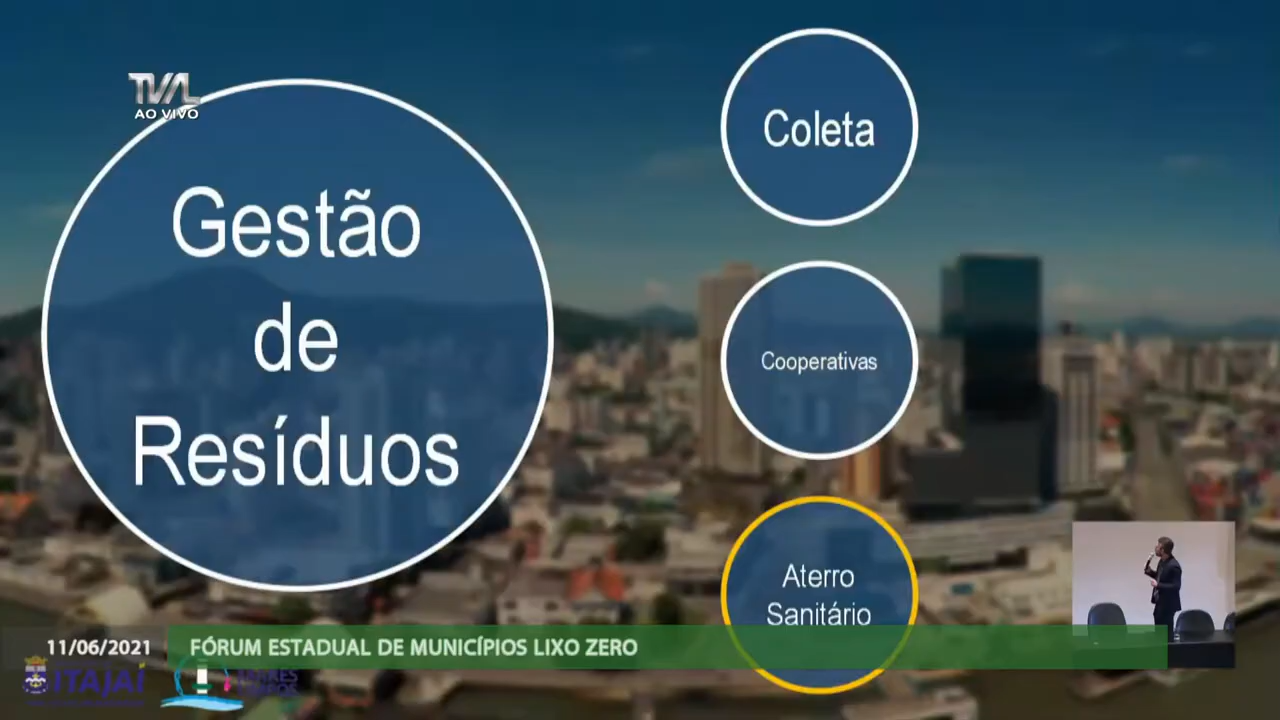 TVAL
AO VIVO
Gestão
de
Resíduos
Coleta
Cooperativas
Aterro
Sanitário
11/06/2021
FÓRUM ESTADUAL DE MUNICÍPIOS LIXO ZERO
ITAJAÍ